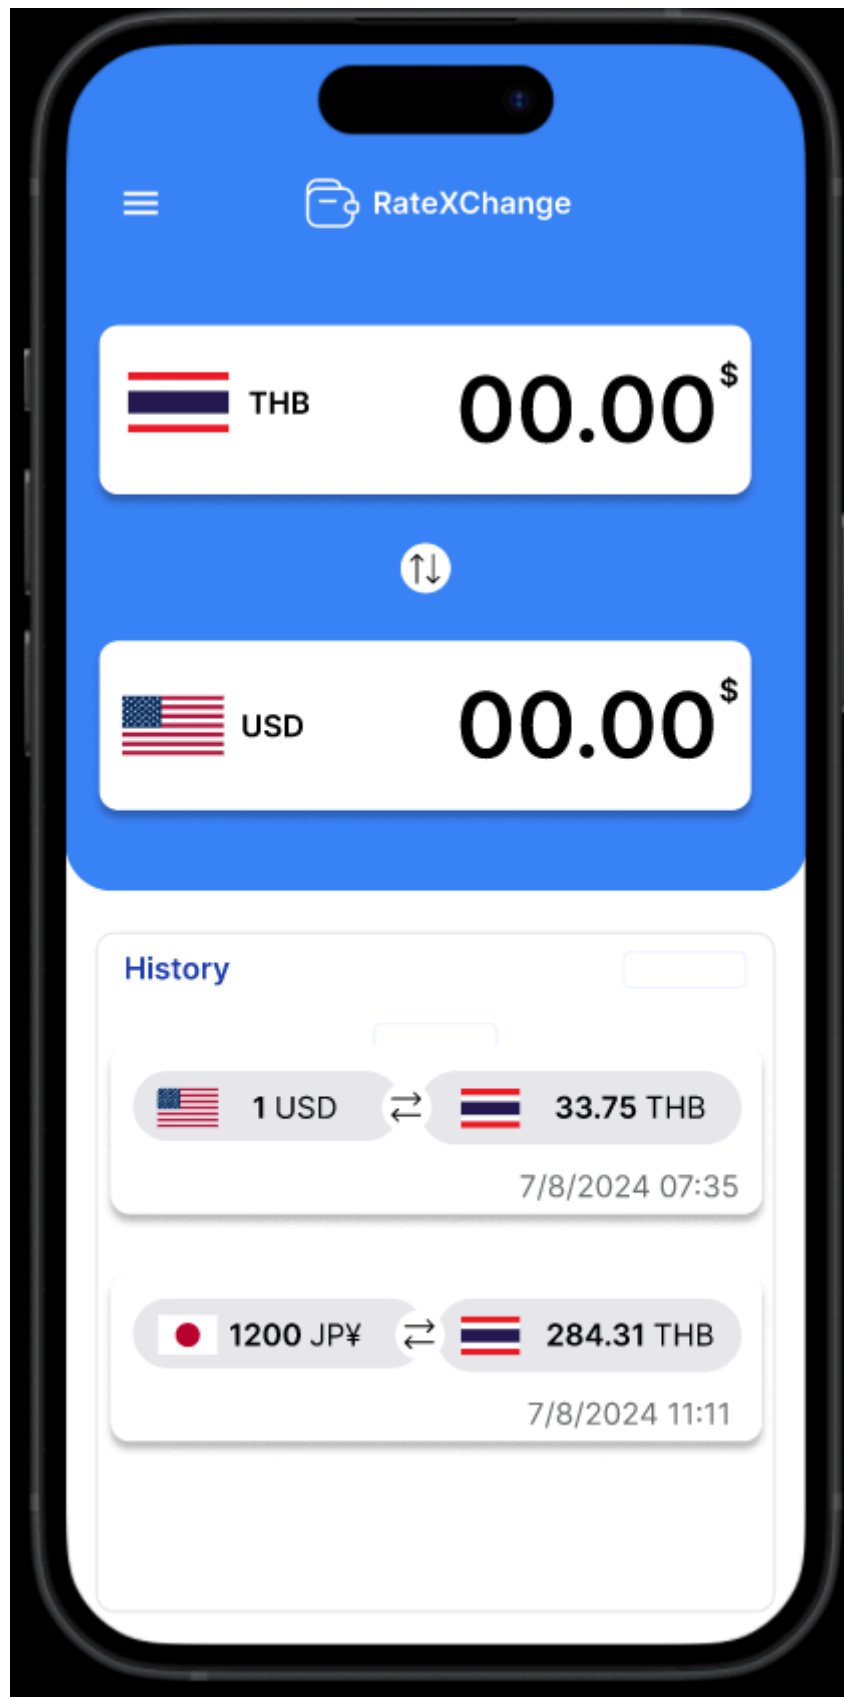 RateXChange
THB 00.00$
USD 00.00$
History
1 USD 33.75 THB
7/8/2024 07:35
1200 JP¥ 284.31 THB
7/8/2024 11:11